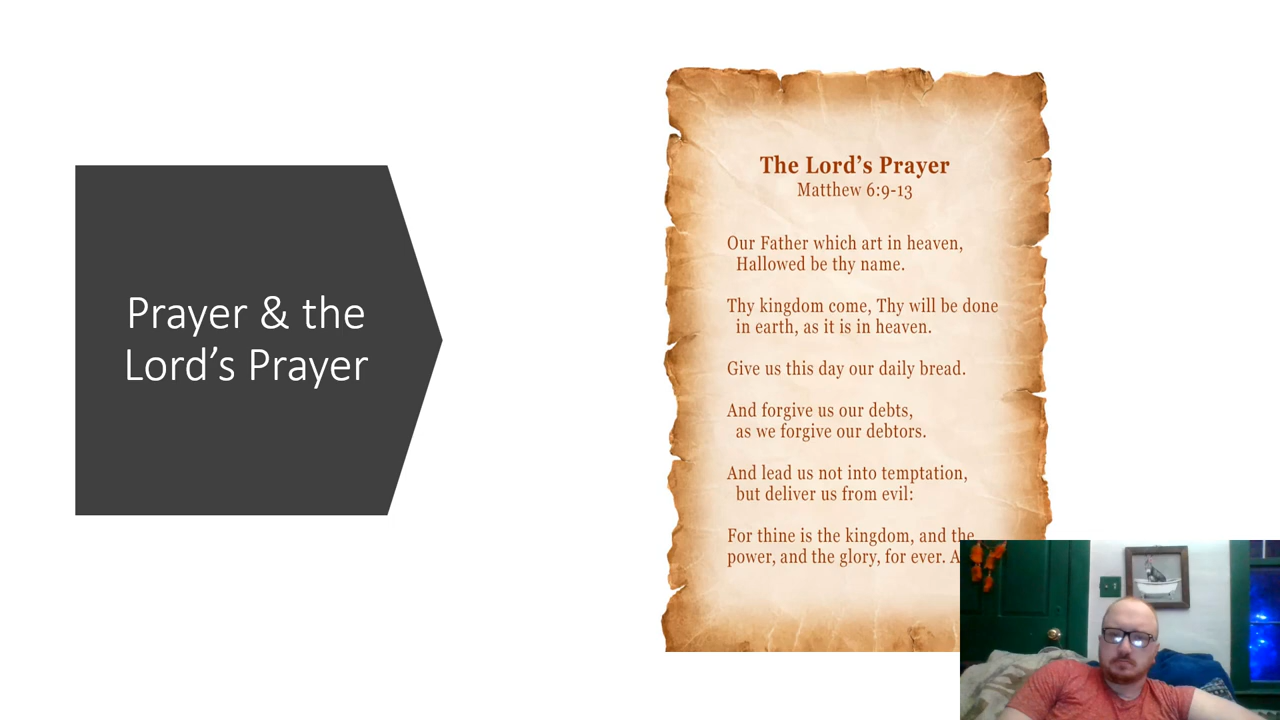 Prayer & the
Lord’s Prayer
The Lord’s Prayer
Matthew 6:9-13
Our Father which art in heaven,
Hallowed be thy name.
Thy kingdom come, Thy will be done
in earth, as it is in heaven.
Give us this day our daily bread.
And forgive us our debts,
as we forgive our debtors.
And lead us not into temptation,
but deliver us from evil:
For thine is the kingdom, and the
power, and the glory, for ever.